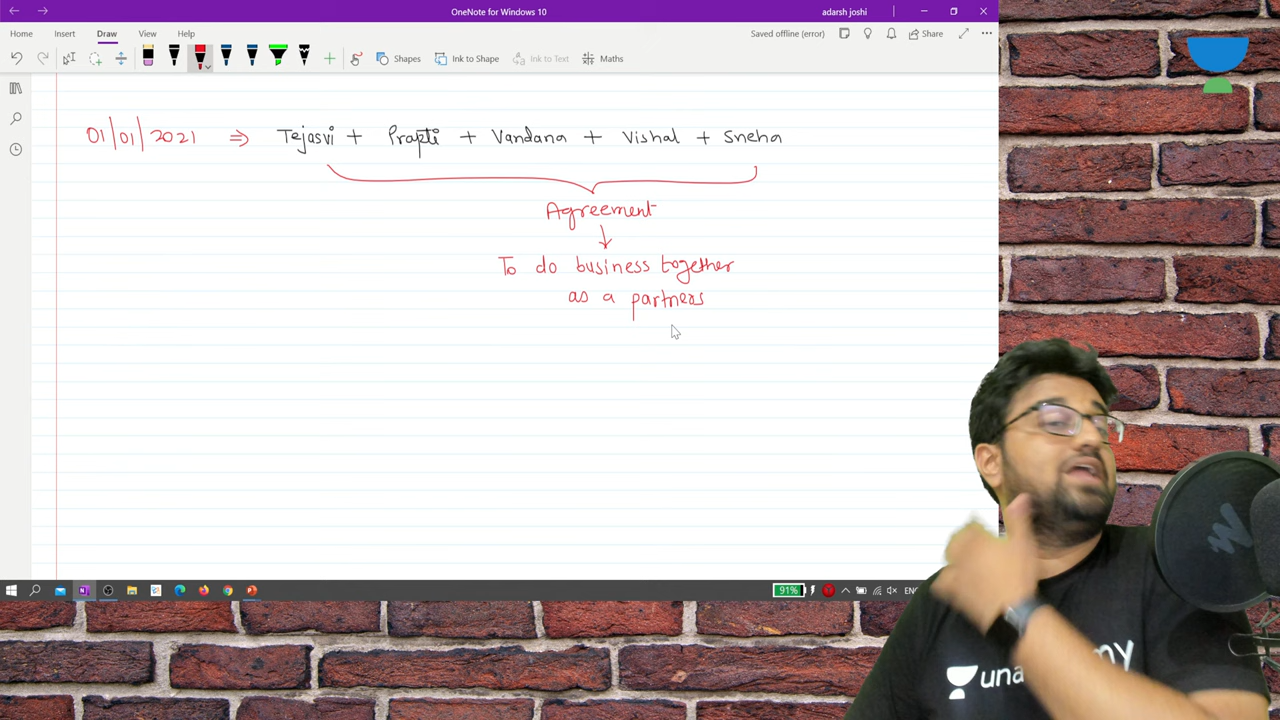 OneNote for Windows 10
adarsh joshi
Home Insert Draw View Help
Saved offline (error)
Share
Shapes
Ink to Shape
Ink to Text
Maths
01/01/2021 ⇒ Tejasvi + Prapti + Vandana + Vishal + Sneha
Agreement
↓
To do business together
as a partners
91%
ENG